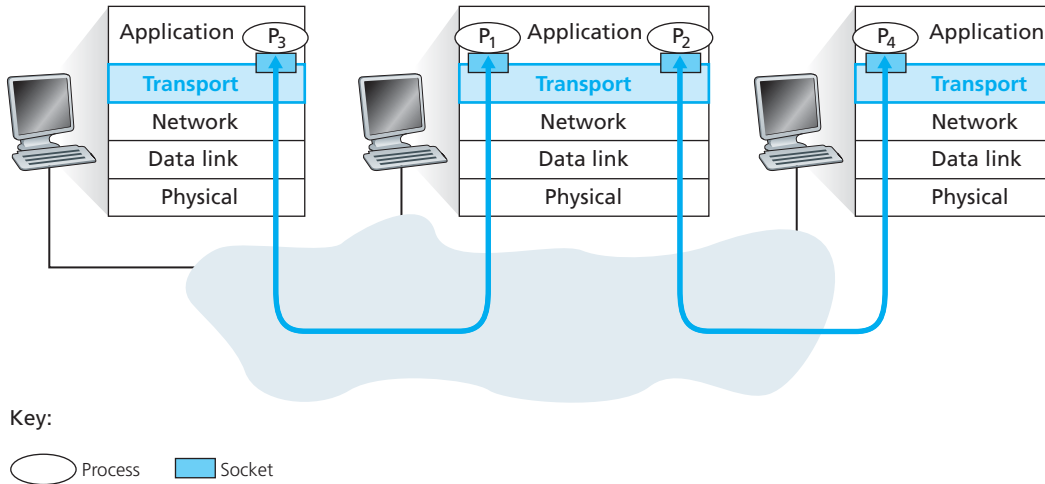 Application P3
Transport
Network
Data link
Physical
P1 Application P2
Transport
Network
Data link
Physical
P4 Application
Transport
Network
Data link
Physical
Key:
Process
Socket